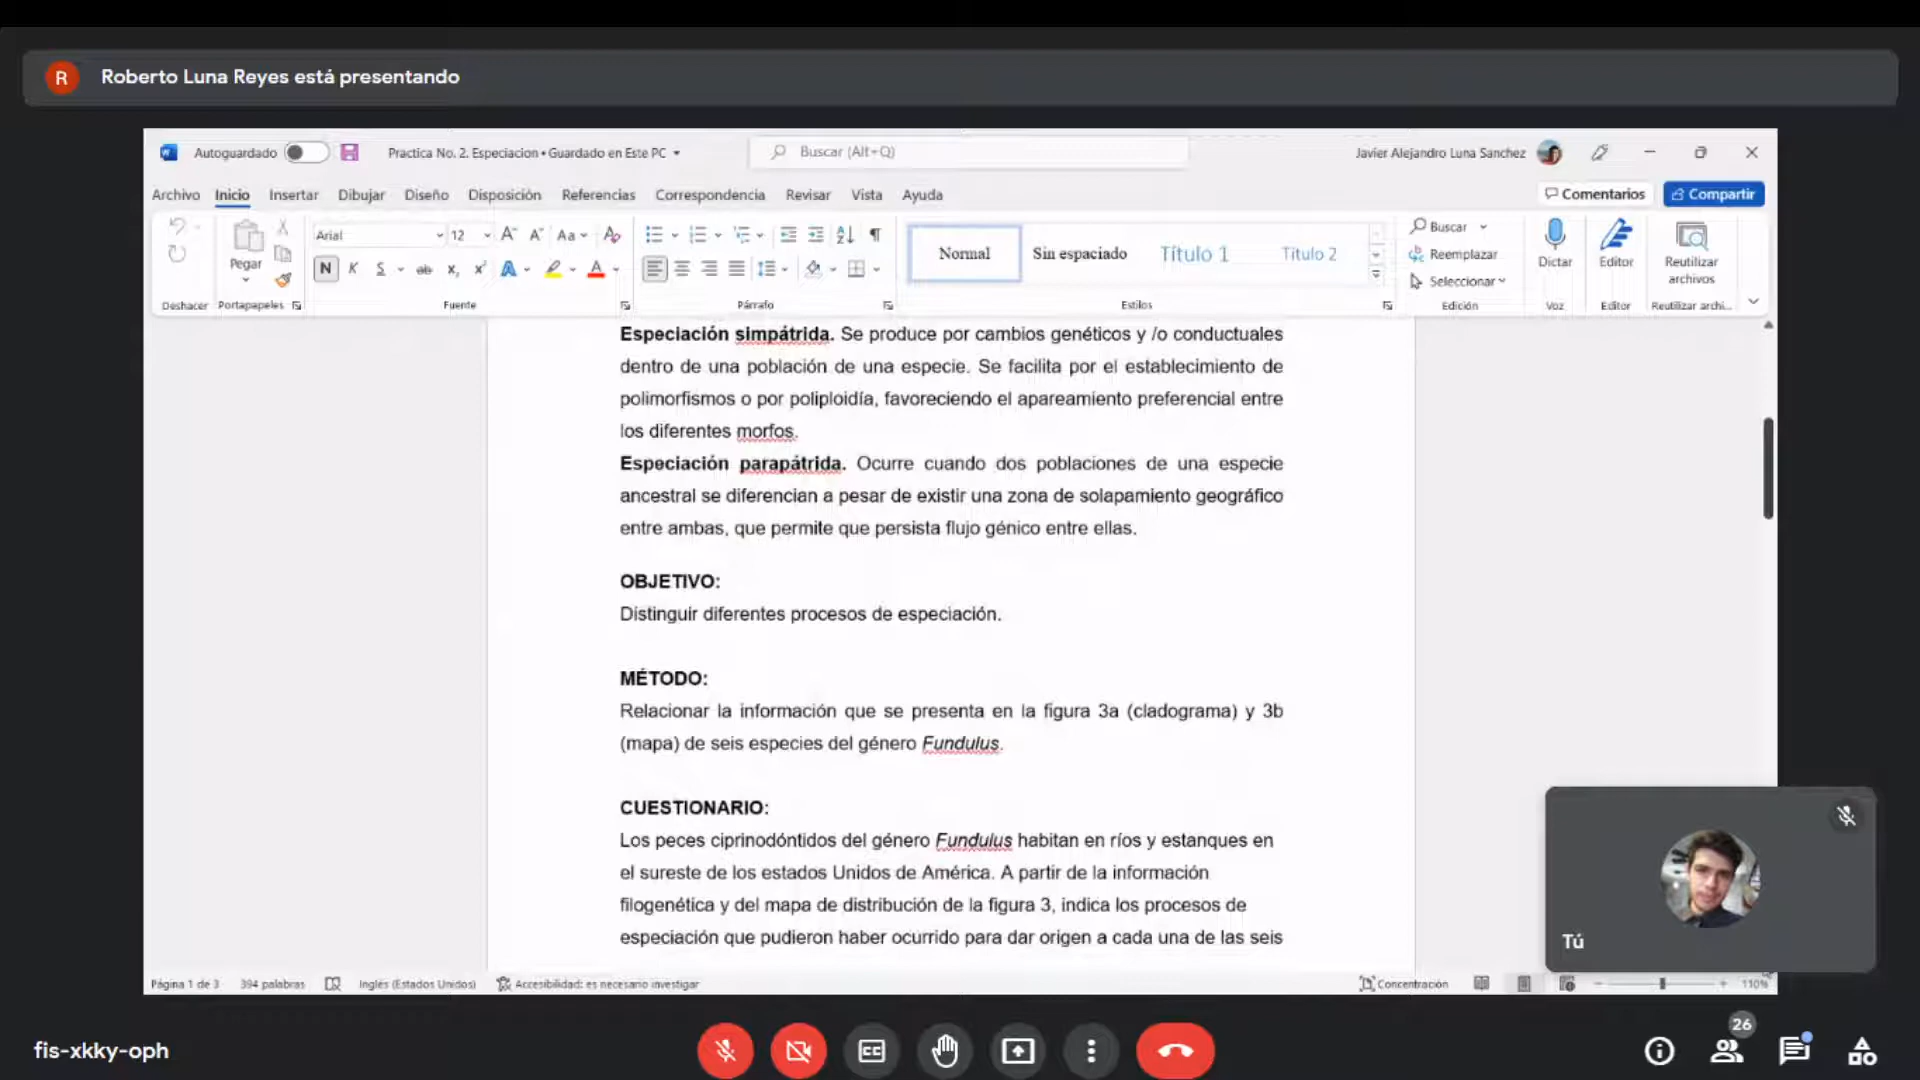 R Roberto Luna Reyes está presentando
Autoguardado Practica No. 2. Especiacion • Guardado en Este PC Buscar (Alt+Q) Javier Alejandro Luna Sanchez
Archivo Inicio Insertar Dibujar Diseño Disposición Referencias Correspondencia Revisar Vista Ayuda Comentarios Compartir
Pegar Arial 12 Aa Normal Sin espaciado Título 1 Título 2 Buscar Reemplazar Seleccionar Dictar Editor Reutilizar archivos
N K S ab x₂ x² A A
Deshacer Portapapeles Fuente Párrafo Estilos Edición Voz Editor Reutilizar archi...
Especiación simpátrida. Se produce por cambios genéticos y /o conductuales
dentro de una población de una especie. Se facilita por el establecimiento de
polimorfismos o por poliploidía, favoreciendo el apareamiento preferencial entre
los diferentes morfos.
Especiación parapátrida. Ocurre cuando dos poblaciones de una especie
ancestral se diferencian a pesar de existir una zona de solapamiento geográfico
entre ambas, que permite que persista flujo génico entre ellas.
OBJETIVO:
Distinguir diferentes procesos de especiación.
MÉTODO:
Relacionar la información que se presenta en la figura 3a (cladograma) y 3b
(mapa) de seis especies del género Fundulus.
CUESTIONARIO:
Los peces ciprinodóntidos del género Fundulus habitan en ríos y estanques en
el sureste de los estados Unidos de América. A partir de la información
filogenética y del mapa de distribución de la figura 3, indica los procesos de
especiación que pudieron haber ocurrido para dar origen a cada una de las seis
Tú
Página 1 de 3 394 palabras Inglés (Estados Unidos) Accesibilidad: es necesario investigar Concentración 110%
fis-xkky-oph CC 26